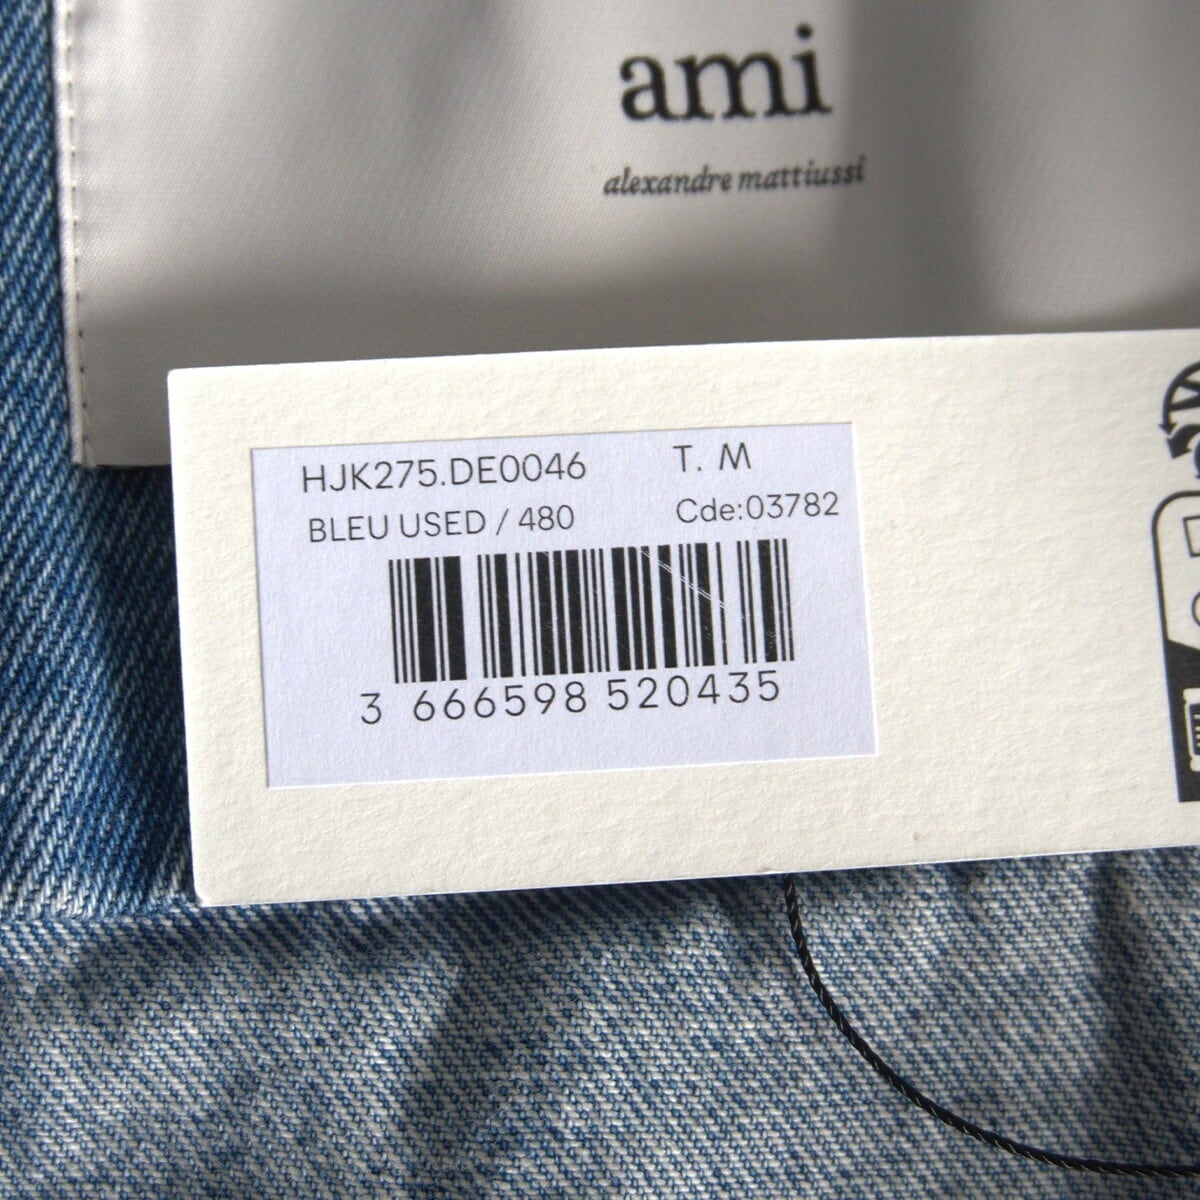 ami
alexandre mattiussi
HJK275.DE0046 T. M
BLEU USED / 480 Cde:03782
3 666598 520435